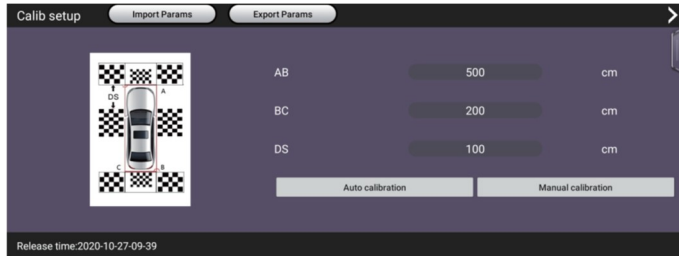 Calib setup Import Params Export Params
DS A
C B
AB 500 cm
BC 200 cm
DS 100 cm
Auto calibration Manual calibration
Release time:2020-10-27-09-39